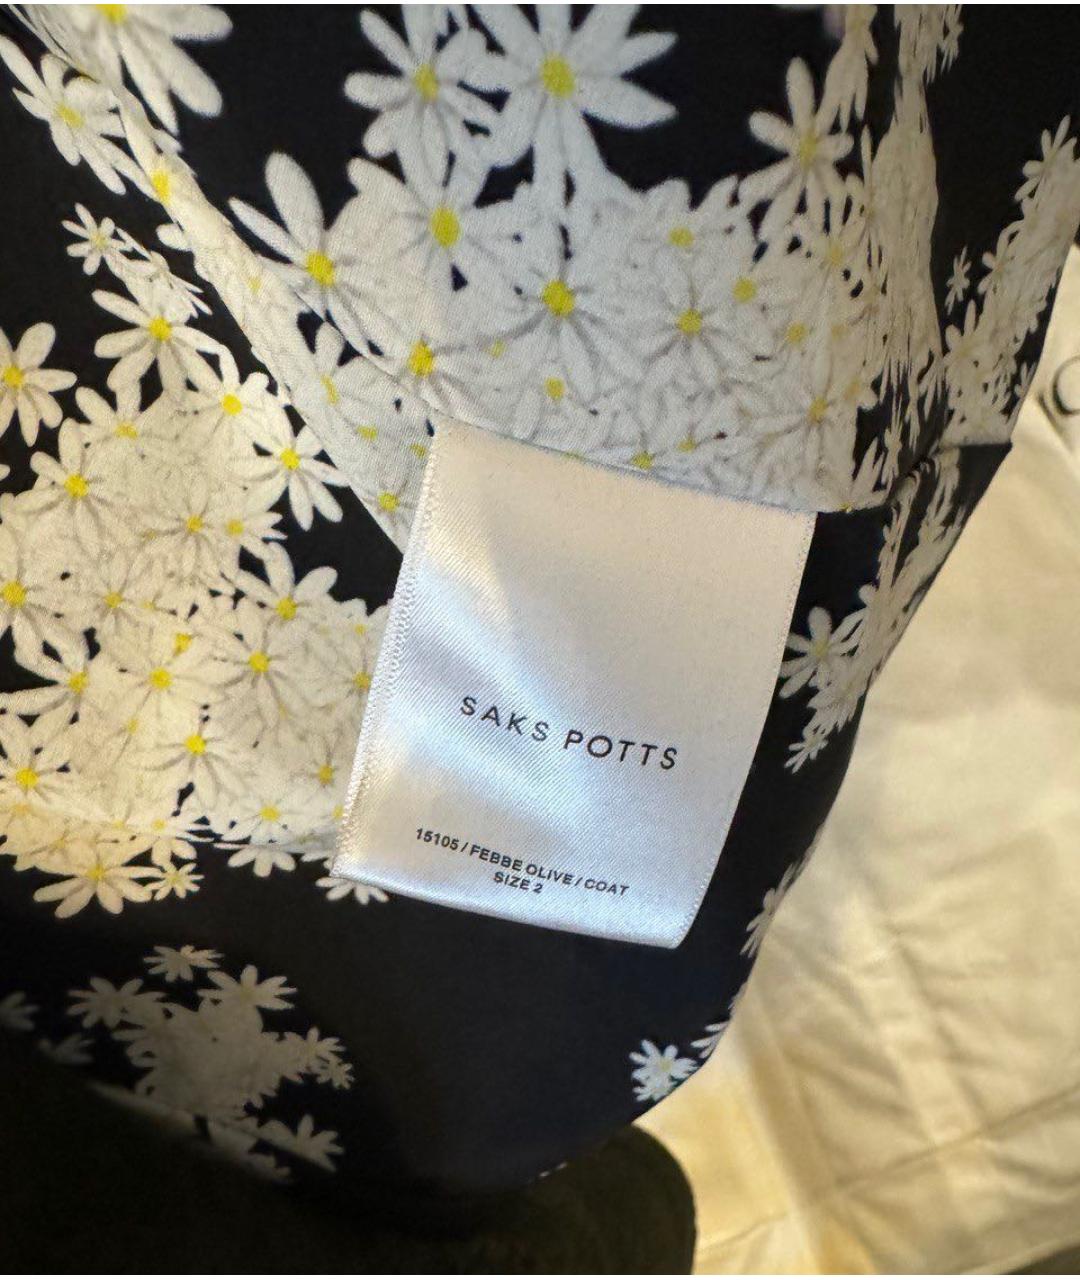 SAKS POTTS
15105 / FEBBE OLIVE / COAT
SIZE 2